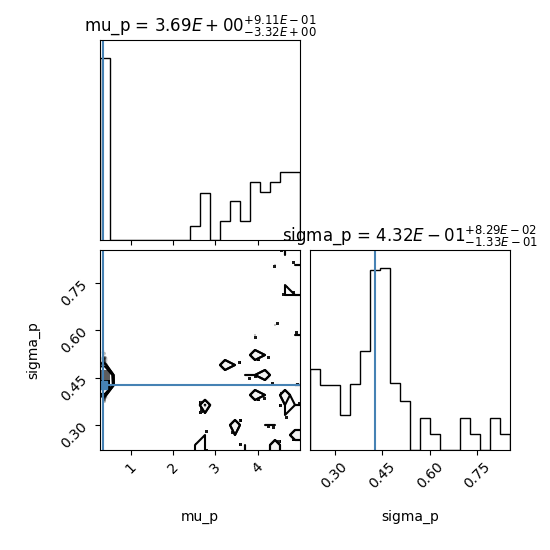 mu_p = 3.69E + 00+9.11E−01−3.32E+00
sigma_p = 4.32E − 01+8.29E−02−1.33E−01
0.75
0.60
0.45
0.30
sigma_p
1 2 3 4
0.30 0.45 0.60 0.75
mu_p sigma_p